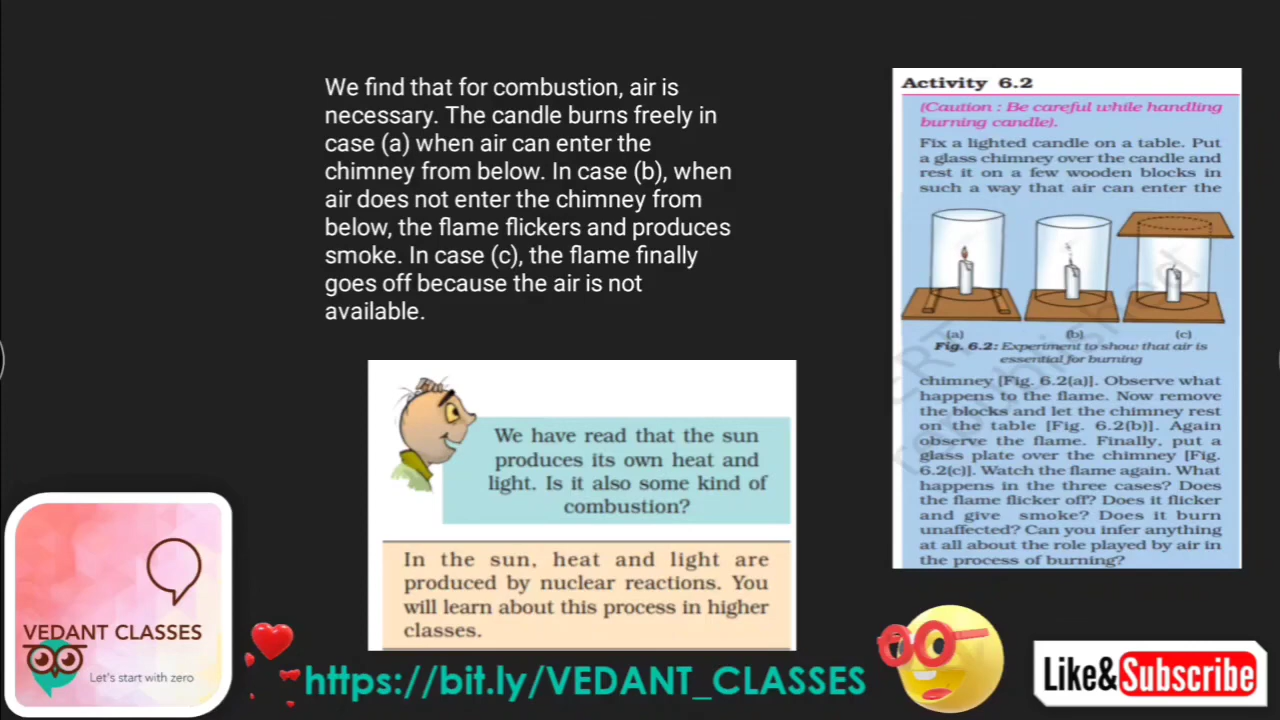 We find that for combustion, air is
necessary. The candle burns freely in
case (a) when air can enter the
chimney from below. In case (b), when
air does not enter the chimney from
below, the flame flickers and produces
smoke. In case (c), the flame finally
goes off because the air is not
available.
We have read that the sun
produces its own heat and
light. Is it also some kind of
combustion?
In the sun, heat and light are
produced by nuclear reactions. You
will learn about this process in higher
classes.
Activity 6.2
(Caution : Be careful while handling
burning candle).
Fix a lighted candle on a table. Put
a glass chimney over the candle and
rest it on a few wooden blocks in
such a way that air can enter the
(a) (b) (c)
Fig. 6.2: Experiment to show that air is
essential for burning
chimney [Fig. 6.2(a)]. Observe what
happens to the flame. Now remove
the blocks and let the chimney rest
on the table [Fig. 6.2(b)]. Again
observe the flame. Finally, put a
glass plate over the chimney [Fig.
6.2(c)]. Watch the flame again. What
happens in the three cases? Does
the flame flicker off? Does it flicker
and give smoke? Does it burn
unaffected? Can you infer anything
at all about the role played by air in
the process of burning?
VEDANT CLASSES
Let's start with zero
https://bit.ly/VEDANT_CLASSES
Like&Subscribe